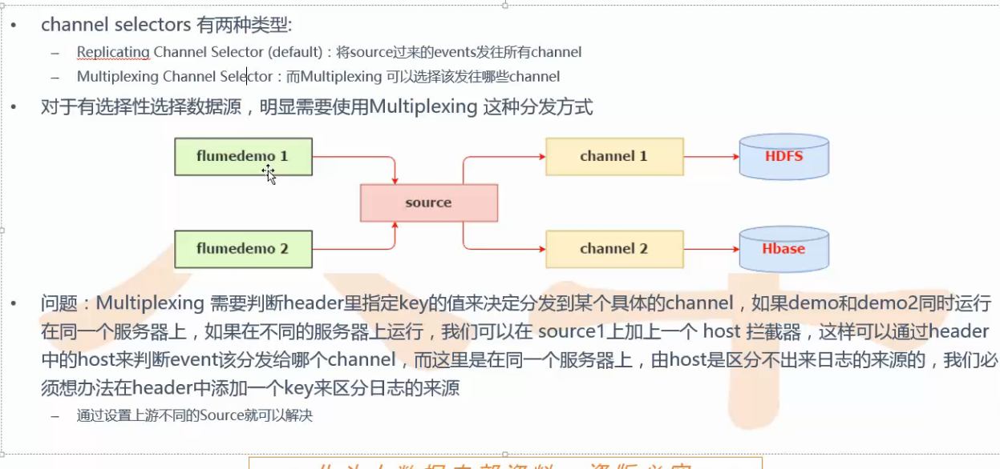 channel selectors 有两种类型:
Replicating Channel Selector (default)：将source过来的events发往所有channel
Multiplexing Channel Selector：而Multiplexing 可以选择该发往哪些channel
对于有选择性选择数据源，明显需要使用Multiplexing 这种分发方式
flumedemo 1
channel 1
HDFS
source
flumedemo 2
channel 2
Hbase
问题：Multiplexing 需要判断header里指定key的值来决定分发到某个具体的channel，如果demo和demo2同时运行
在同一个服务器上，如果在不同的服务器上运行，我们可以在 source1上加上一个 host 拦截器，这样可以通过header
中的host来判断event该分发给哪个channel，而这里是在同一个服务器上，由host是区分不出来日志的来源的，我们必
须想办法在header中添加一个key来区分日志的来源
通过设置上游不同的Source就可以解决